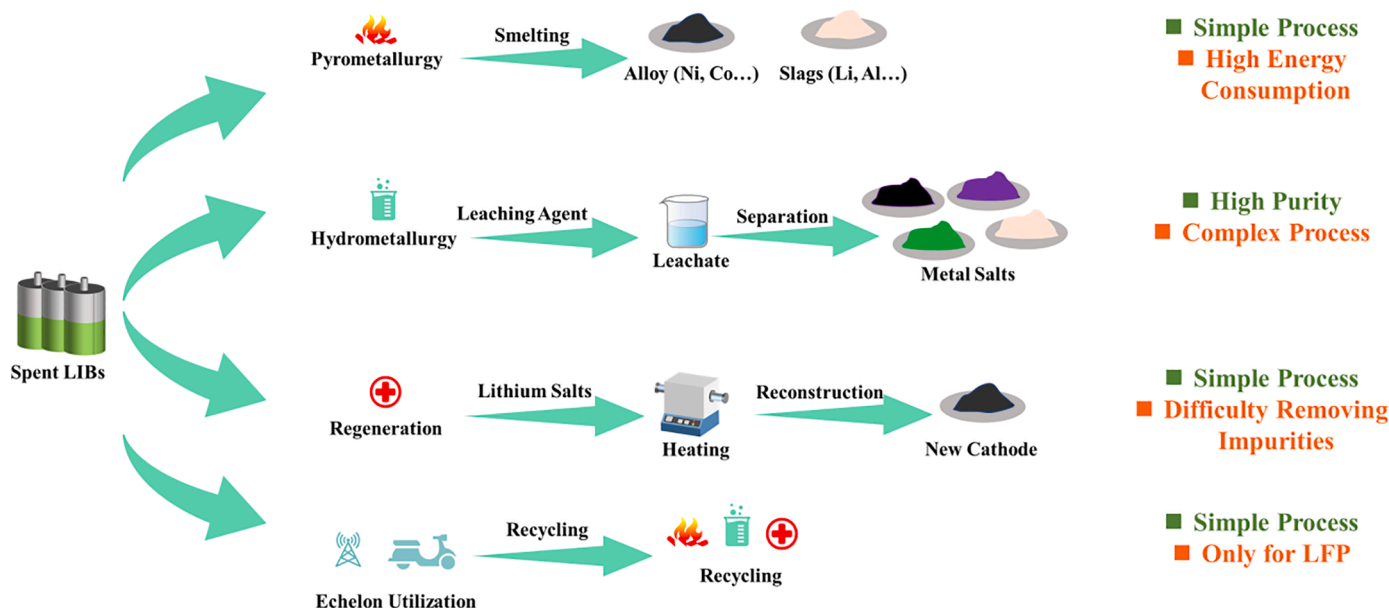 Smelting
Pyrometallurgy
Alloy (Ni, Co...)
Slags (Li, Al...)
Simple Process
High Energy
Consumption
Leaching Agent
Hydrometallurgy
Leachate
Separation
Metal Salts
High Purity
Complex Process
Spent LIBs
Lithium Salts
Regeneration
Heating
Reconstruction
New Cathode
Simple Process
Difficulty Removing
Impurities
Recycling
Echelon Utilization
Recycling
Simple Process
Only for LFP